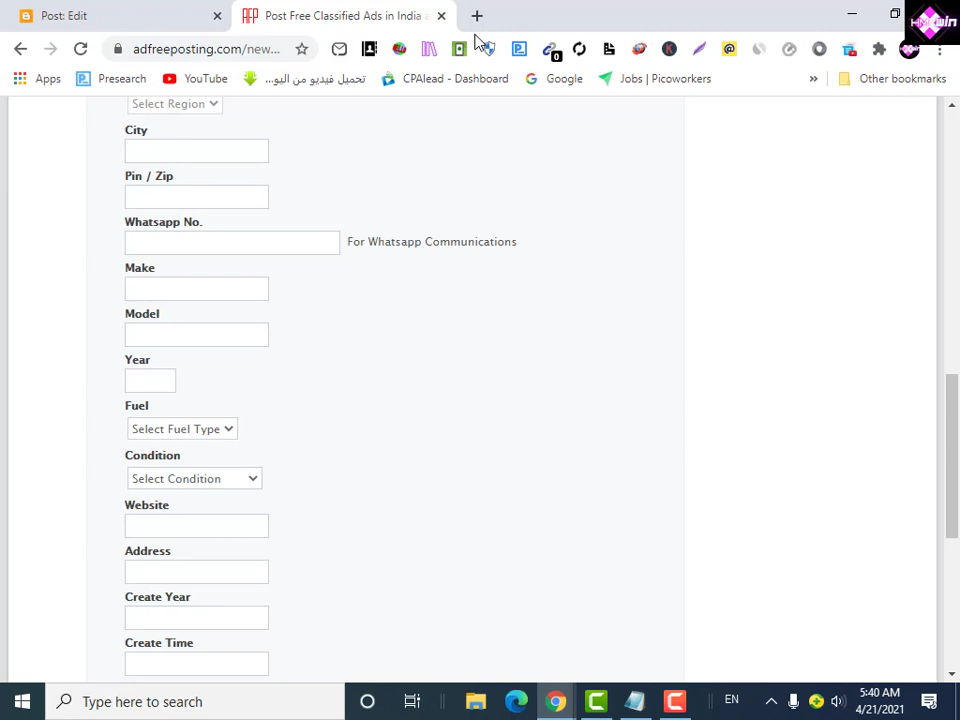 Post: Edit
Post Free Classified Ads in India a
HMwin
adfreeposting.com/new...
0
Apps
Presearch
YouTube
تحميل فيديو من اليو...
CPAlead - Dashboard
Google
Jobs | Picoworkers
»
Other bookmarks
Select Region
City
Pin / Zip
Whatsapp No.
For Whatsapp Communications
Make
Model
Year
Fuel
Select Fuel Type
Condition
Select Condition
Website
Address
Create Year
Create Time
Type here to search
EN
5:40 AM
4/21/2021